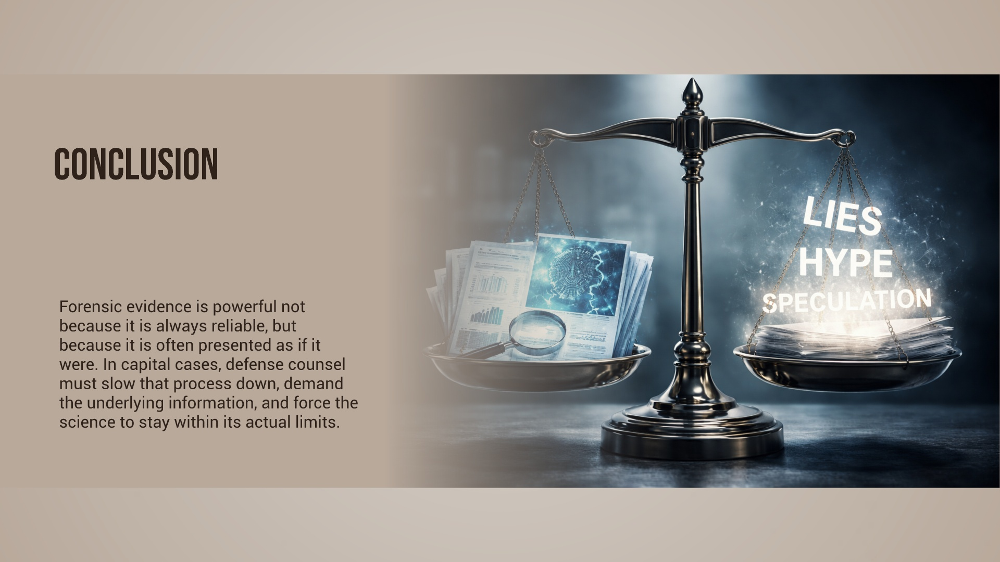 CONCLUSION
Forensic evidence is powerful not
because it is always reliable, but
because it is often presented as if it
were. In capital cases, defense counsel
must slow that process down, demand
the underlying information, and force the
science to stay within its actual limits.
LIES
HYPE
SPECULATION